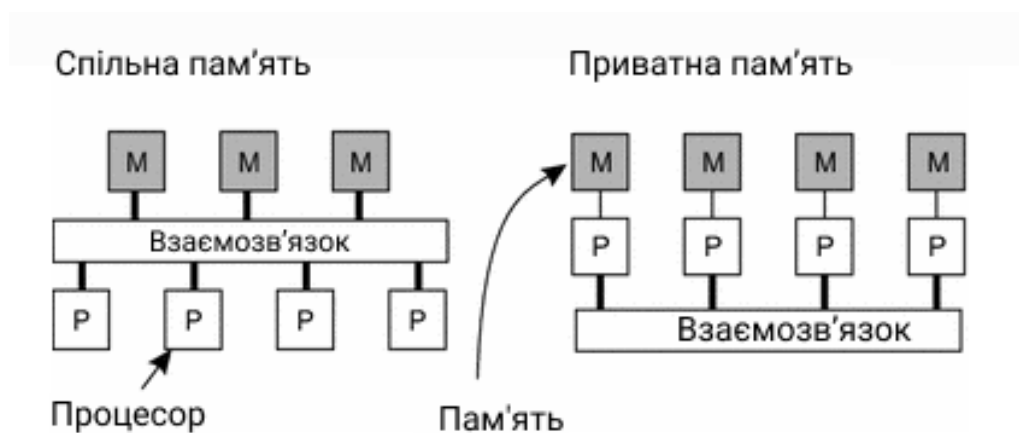 Спільна пам’ять
Приватна пам’ять
M M M
M M M M
Взаємозв’язок
P P P P
P P P P
Взаємозв’язок
Процесор
Пам'ять